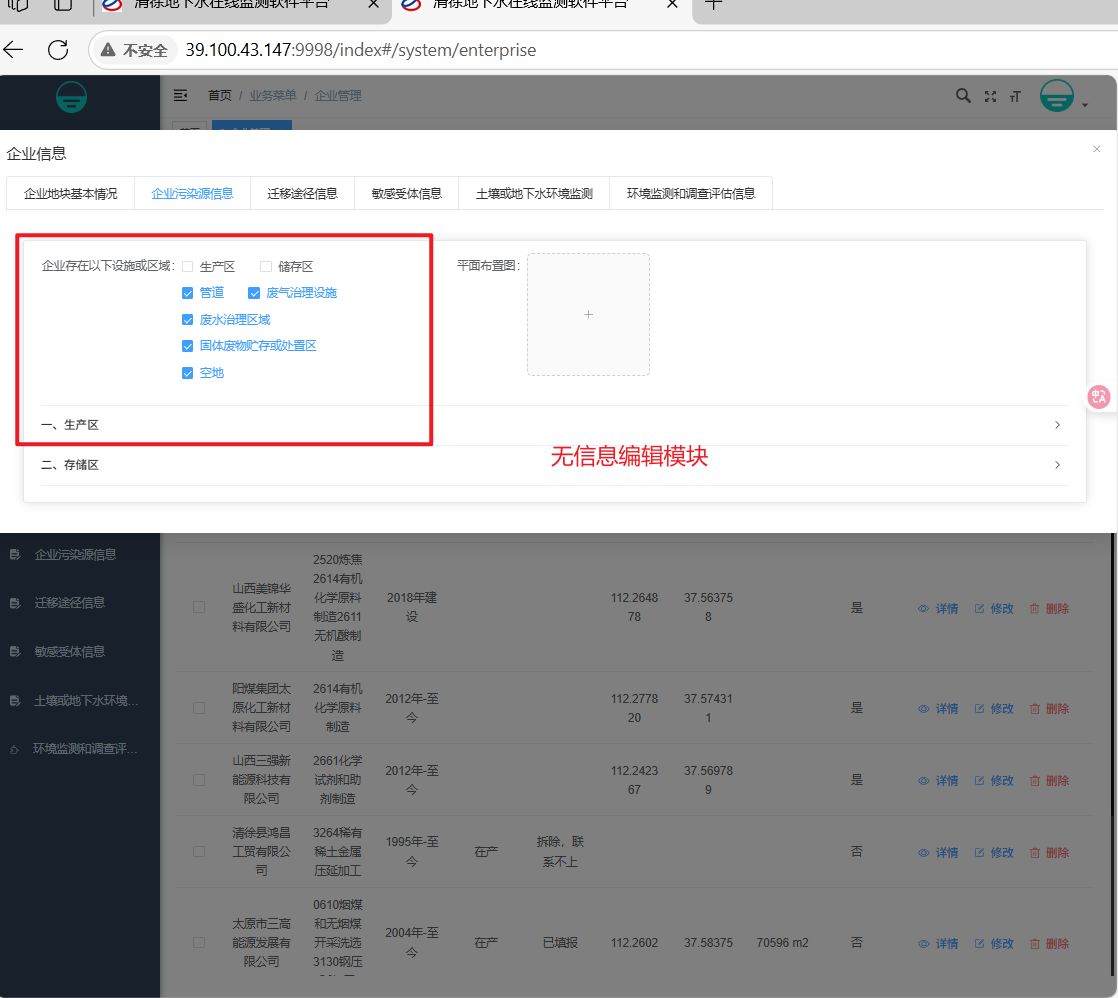 清徐地下水在线监测软件平台
清徐地下水在线监测软件平台
不安全 39.100.43.147:9998/index#/system/enterprise
首页 / 业务菜单 / 企业管理
企业信息
企业地块基本情况 企业污染源信息 迁移途径信息 敏感受体信息 土壤或地下水环境监测 环境监测和调查评估信息
企业存在以下设施或区域: 生产区 储存区
平面布置图:
管道 废气治理设施
废水治理区域
固体废物贮存或处置区
空地
一、生产区
二、存储区
无信息编辑模块
企业污染源信息
迁移途径信息
敏感受体信息
土壤或地下水环境...
环境监测和调查评...
山西美锦华
盛化工新材
料有限公司
2520炼焦
2614有机
化学原料
制造2611
无机酸制
造
2018年建
设
112.2648
78
37.56375
8
是
详情 修改 删除
阳煤集团太
原化工新材
料有限公司
2614有机
化学原料
制造
2012年-至
今
112.2778
20
37.57431
1
是
详情 修改 删除
山西三强新
能源科技有
限公司
2661化学
试剂和助
剂制造
2012年-至
今
112.2423
67
37.56978
9
是
详情 修改 删除
清徐县鸿昌
工贸有限公
司
3264稀有
稀土金属
压延加工
1995年-至
今
在产
拆除，联
系不上
否
详情 修改 删除
太原市三高
能源发展有
限公司
0610烟煤
和无烟煤
开采洗选
3130钢压
2004年-至
今
在产
已填报
112.2602
37.58375
70596 m2
否
详情 修改 删除